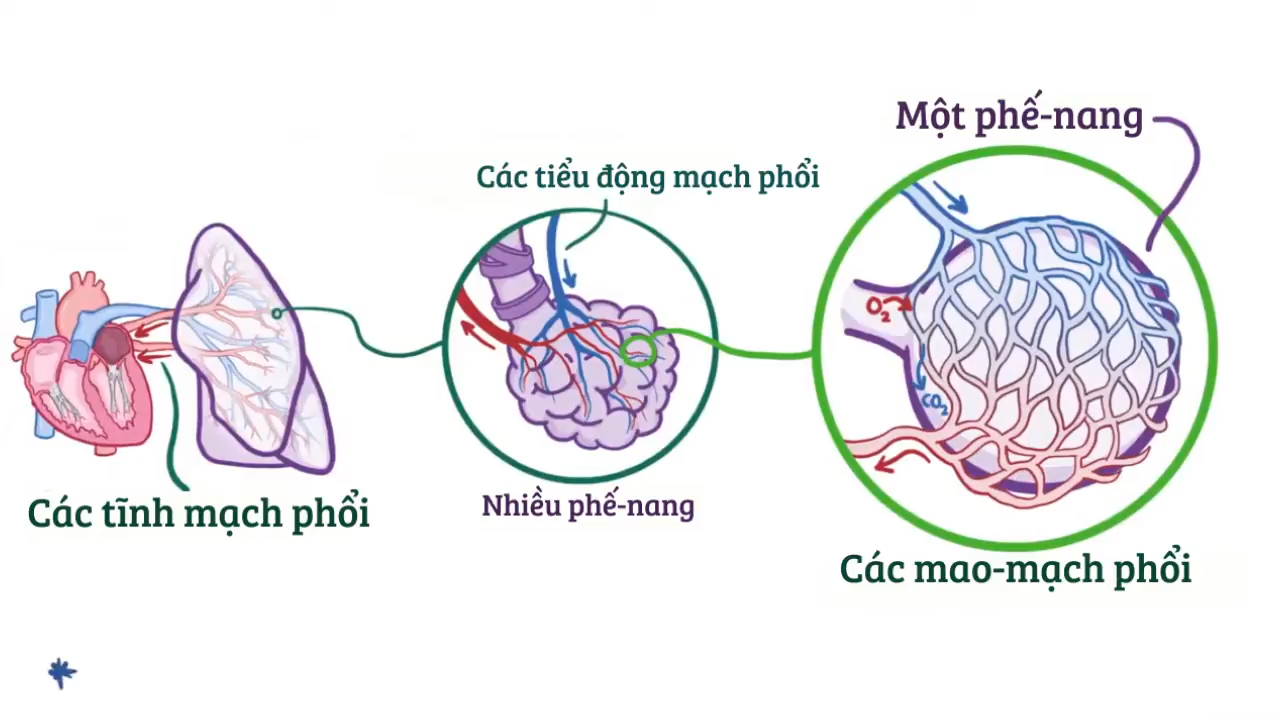 Một phế-nang
Các tiểu động mạch phổi
O₂
CO₂
Các tĩnh mạch phổi
Nhiều phế-nang
Các mao-mạch phổi